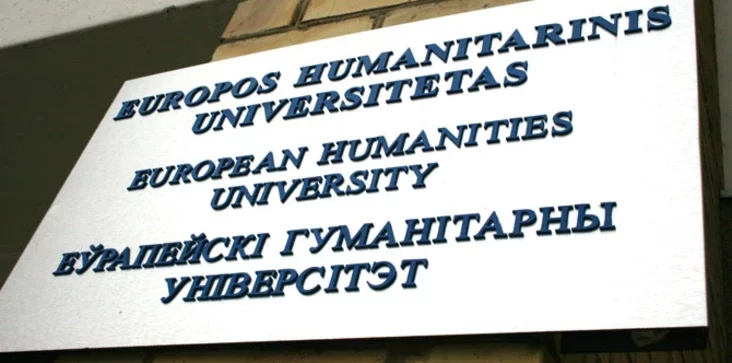 EUROPOS HUMANITARINIS
UNIVERSITETAS
EUROPEAN HUMANITIES
UNIVERSITY
ЕЎРАПЕЙСКІ ГУМАНІТАРНЫ
УНІВЕРСІТЭТ